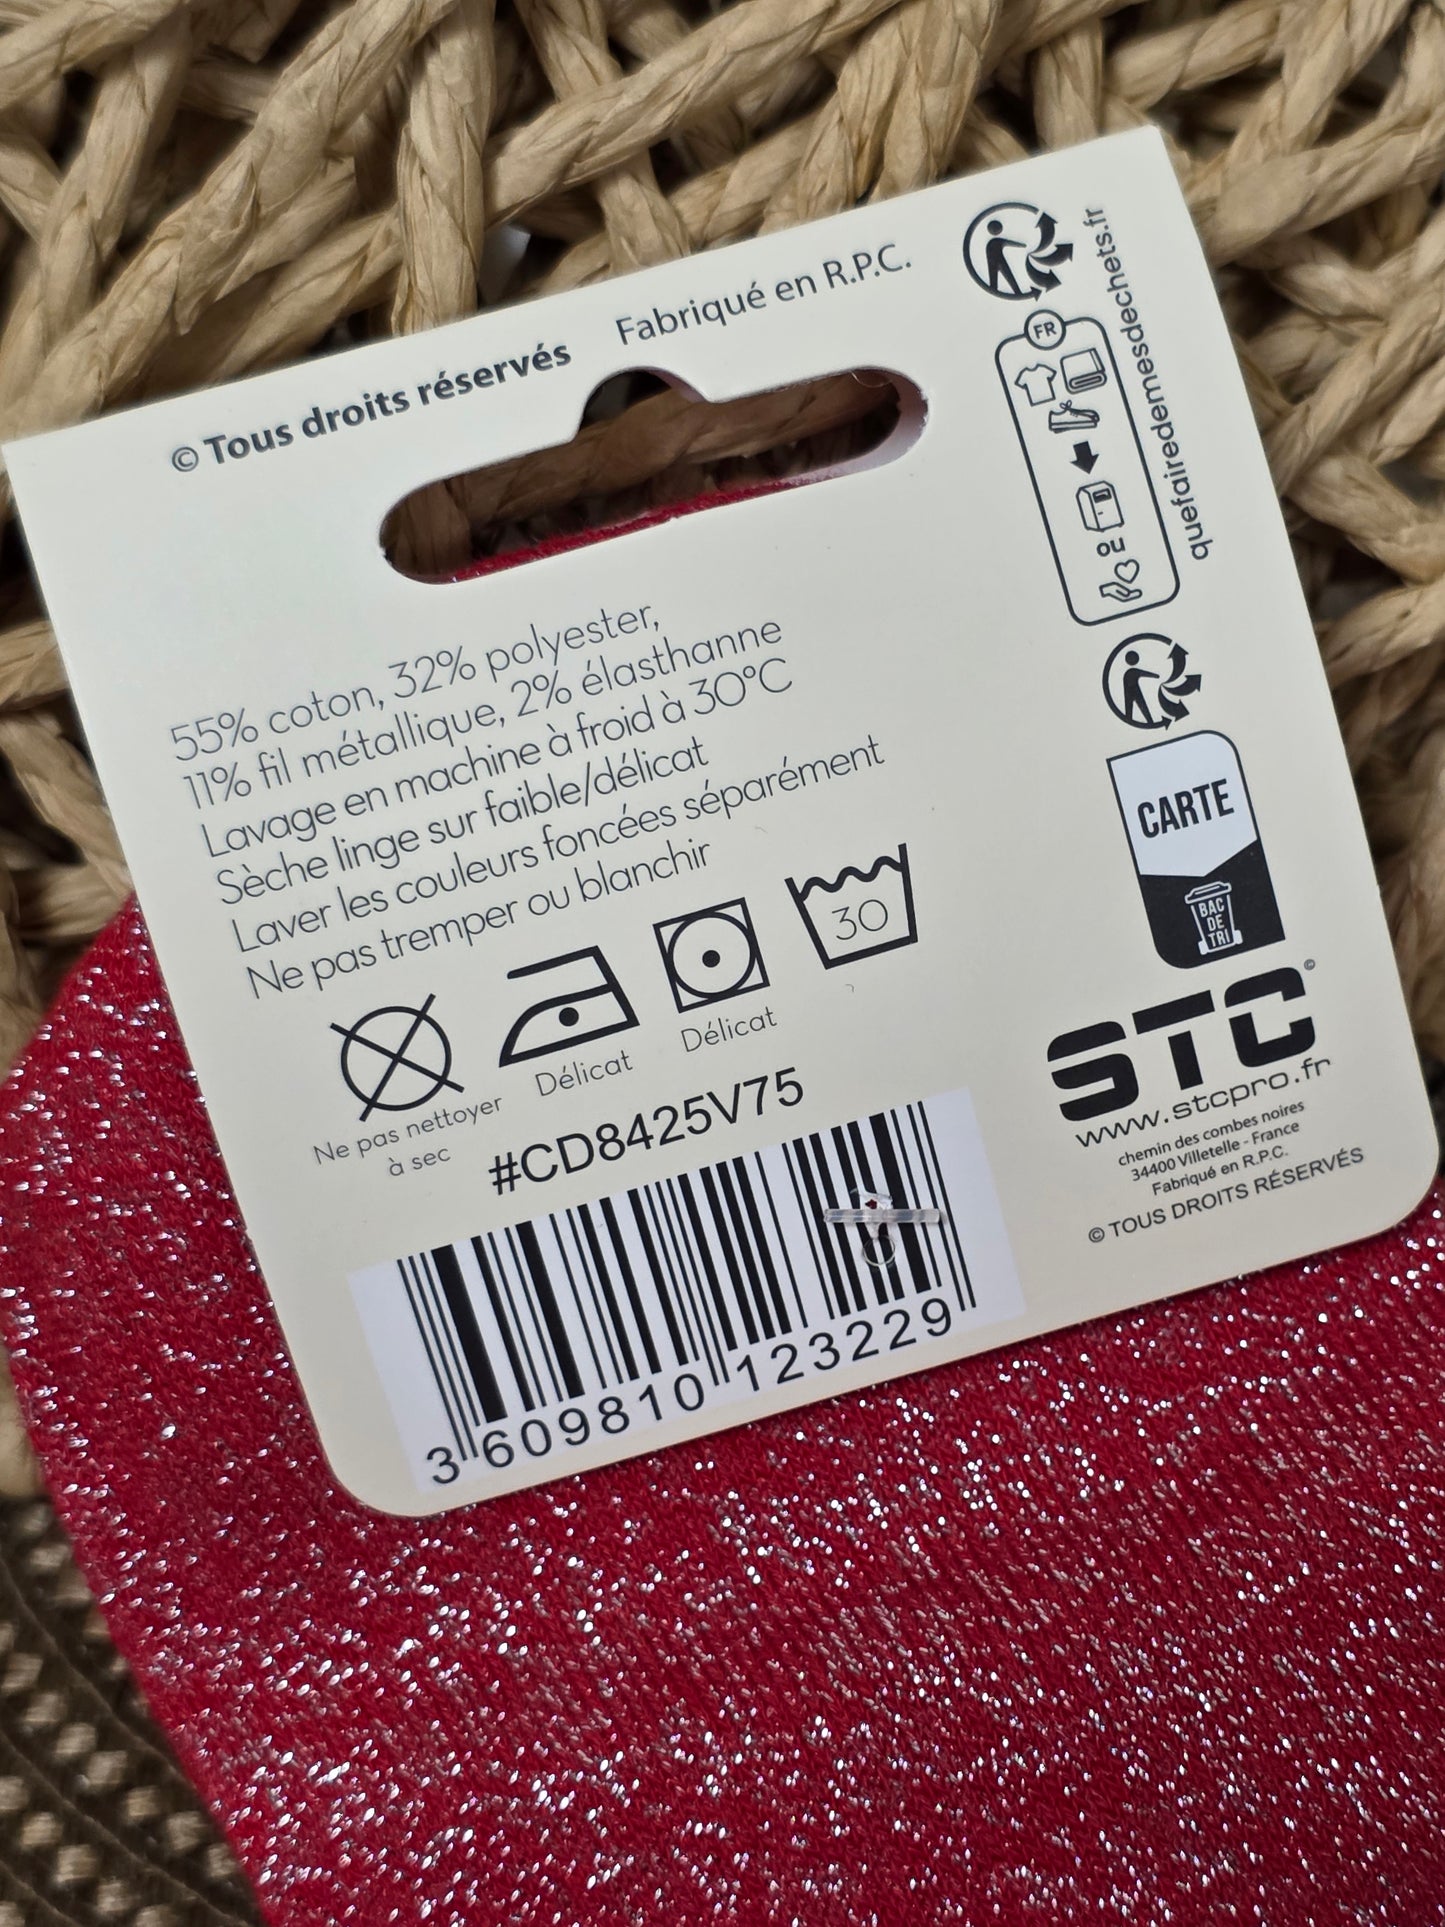 © Tous droits réservés
Fabriqué en R.P.C.
FR
OU
quefairedemesdechets.fr
55% coton, 32% polyester,
11% fil métallique, 2% élasthanne
Lavage en machine à froid à 30°C
Sèche linge sur faible/délicat
Laver les couleurs foncées séparément
Ne pas tremper ou blanchir
30
Délicat
Délicat
Ne pas nettoyer
à sec
CARTE
BAC
DE
TRI
STC©
www.stcpro.fr
chemin des combes noires
34400 Villetelle - France
Fabriqué en R.P.C.
© TOUS DROITS RÉSERVÉS
#CD8425V75
3 609810 123229